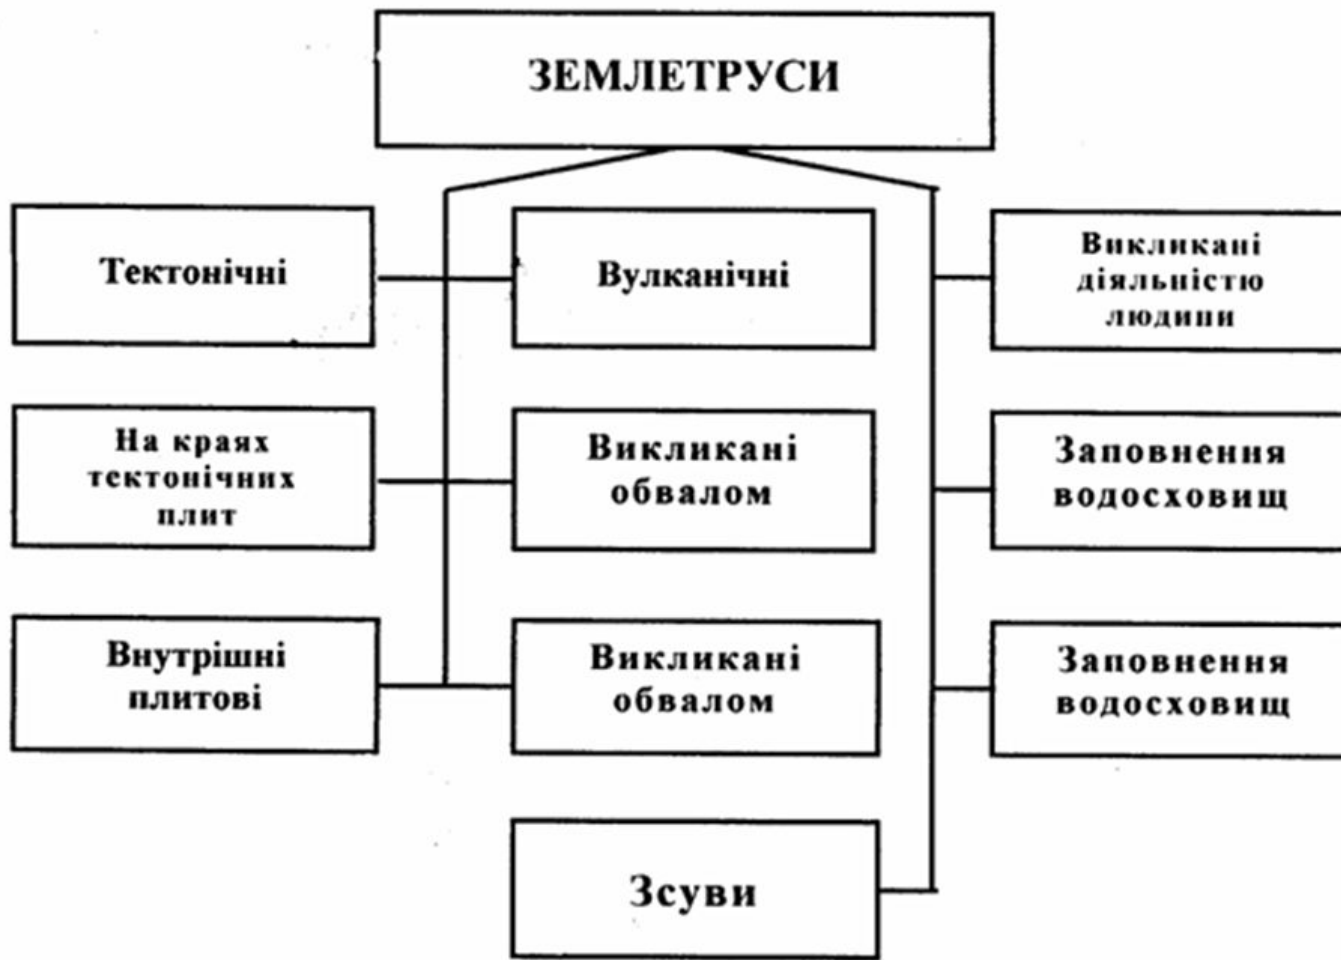 ЗЕМЛЕТРУСИ
Тектонічні
Вулканічні
Викликані
діяльністю
людини
На краях
тектонічних
плит
Викликані
обвалом
Заповнення
водосховищ
Внутрішні
плитові
Викликані
обвалом
Заповнення
водосховищ
Зсуви